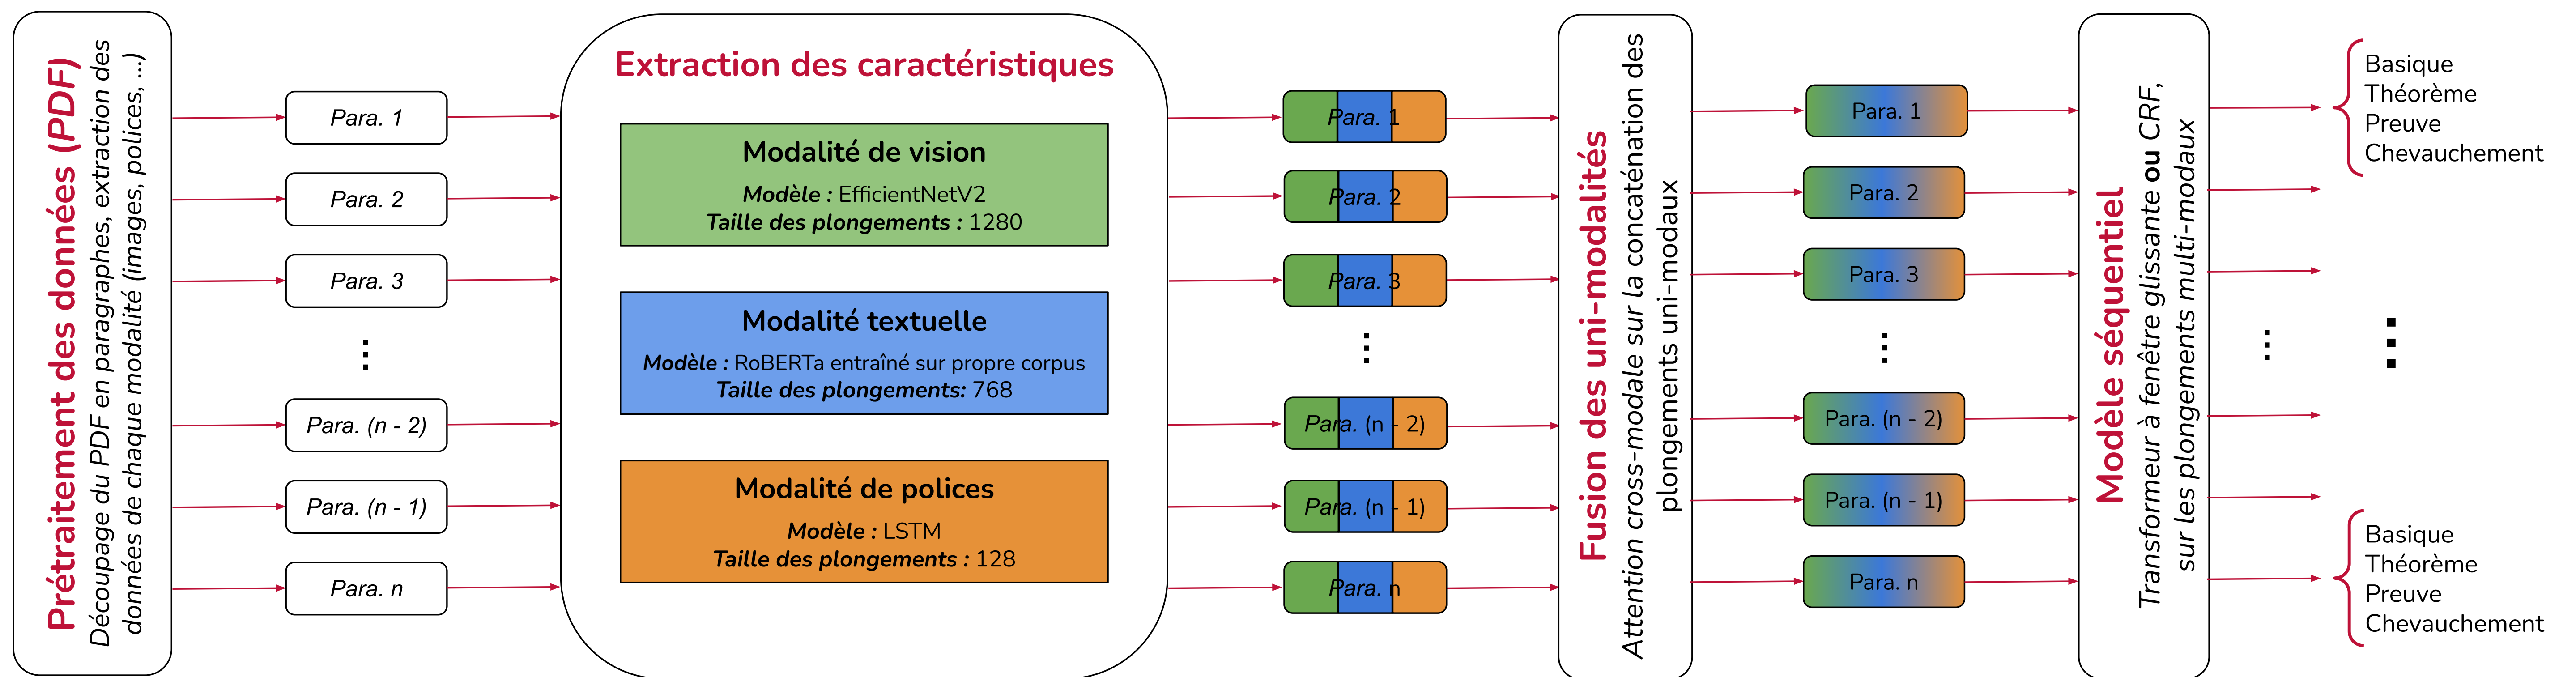 Prétraitement des données (PDF)
Découpage du PDF en paragraphes, extraction des
données de chaque modalité (images, polices, ...)
Para. 1
Para. 2
Para. 3
...
Para. (n - 2)
Para. (n - 1)
Para. n
Extraction des caractéristiques
Modalité de vision
Modèle : EfficientNetV2
Taille des plongements : 1280
Modalité textuelle
Modèle : RoBERTa entraîné sur propre corpus
Taille des plongements: 768
Modalité de polices
Modèle : LSTM
Taille des plongements : 128
Para. 1
Para. 2
Para. 3
...
Para. (n - 2)
Para. (n - 1)
Para. n
Fusion des uni-modalités
Attention cross-modale sur la concaténation des
plongements uni-modaux
Para. 1
Para. 2
Para. 3
...
Para. (n - 2)
Para. (n - 1)
Para. n
Modèle séquentiel
Transformeur à fenêtre glissante ou CRF,
sur les plongements multi-modaux
...
Basique
Théorème
Preuve
Chevauchement
...
Basique
Théorème
Preuve
Chevauchement